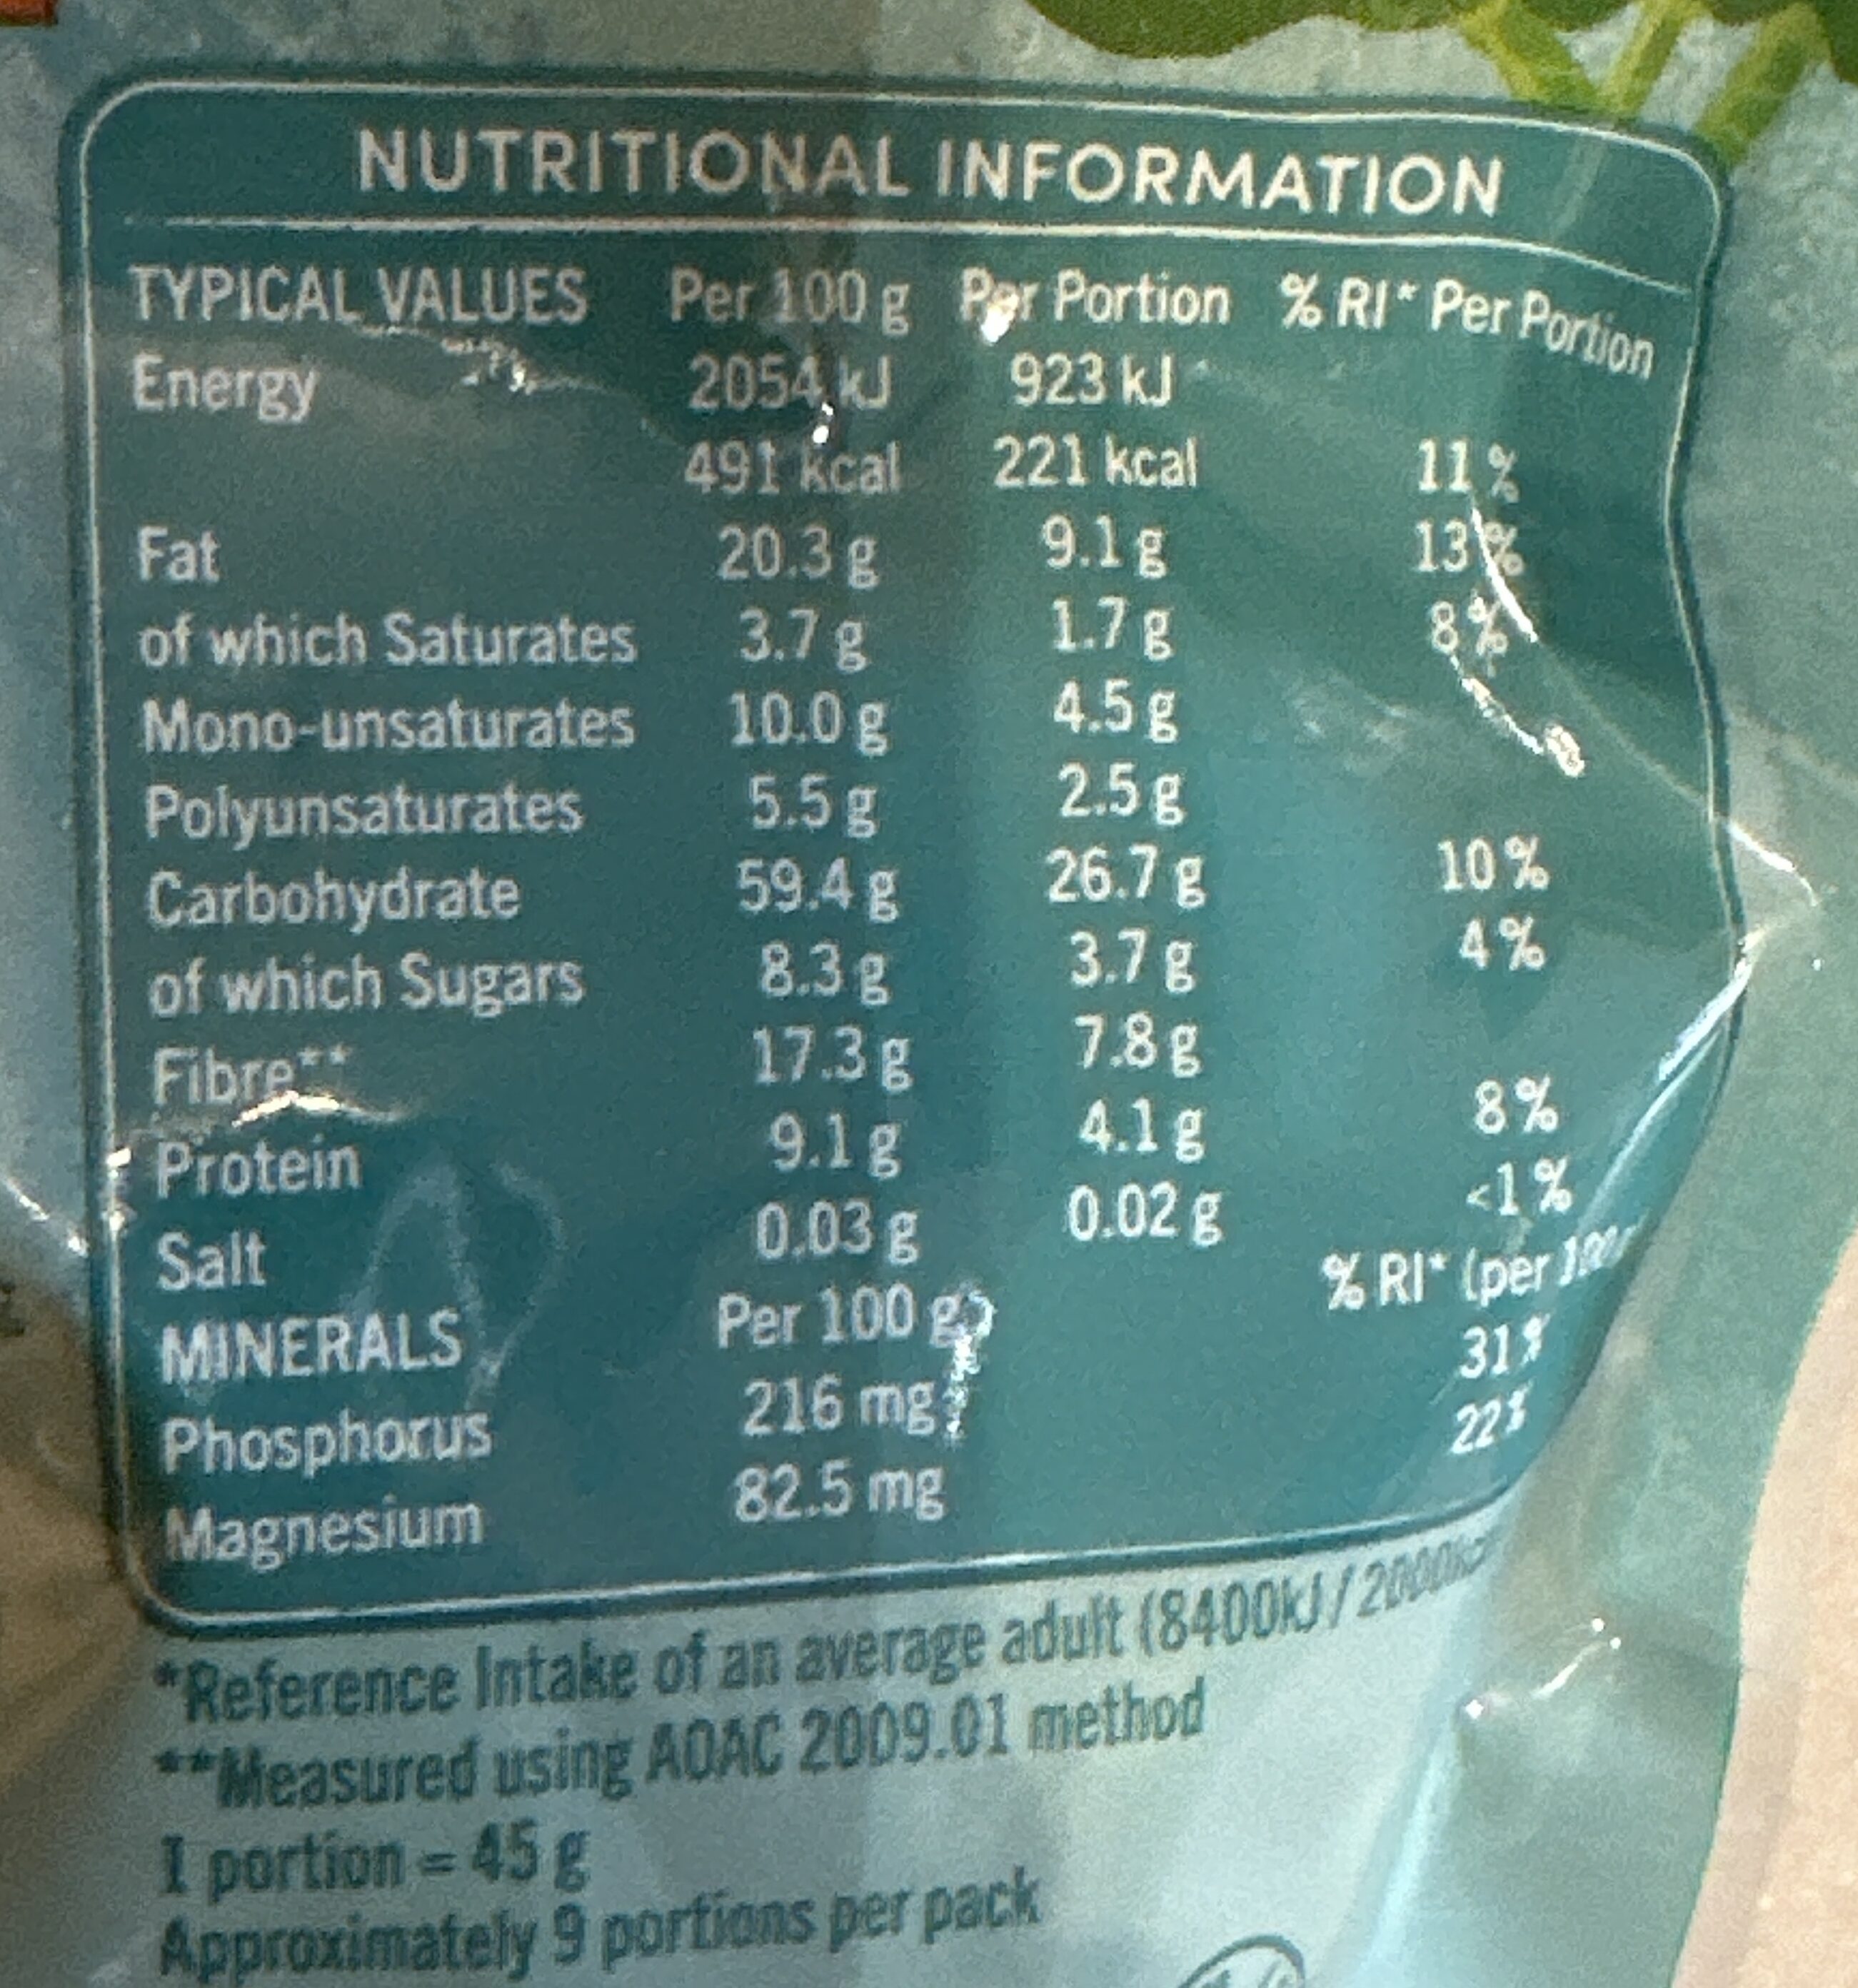 NUTRITIONAL INFORMATION
TYPICAL VALUES Per 100 g Per Portion % RI* Per Portion
Energy 2054 kJ 923 kJ
491 kcal 221 kcal 11 %
Fat 20.3 g 9.1 g 13 %
of which Saturates 3.7 g 1.7 g 8 %
Mono-unsaturates 10.0 g 4.5 g
Polyunsaturates 5.5 g 2.5 g
Carbohydrate 59.4 g 26.7 g 10 %
of which Sugars 8.3 g 3.7 g 4 %
Fibre** 17.3 g 7.8 g
Protein 9.1 g 4.1 g 8 %
Salt 0.03 g 0.02 g <1 %
MINERALS Per 100 g % RI* (per
Phosphorus 216 mg 31%
Magnesium 82.5 mg 22%
*Reference Intake of an average adult (8400kJ/
**Measured using AOAC 2009.01 method
1 portion = 45 g
Approximately 9 portions per pack